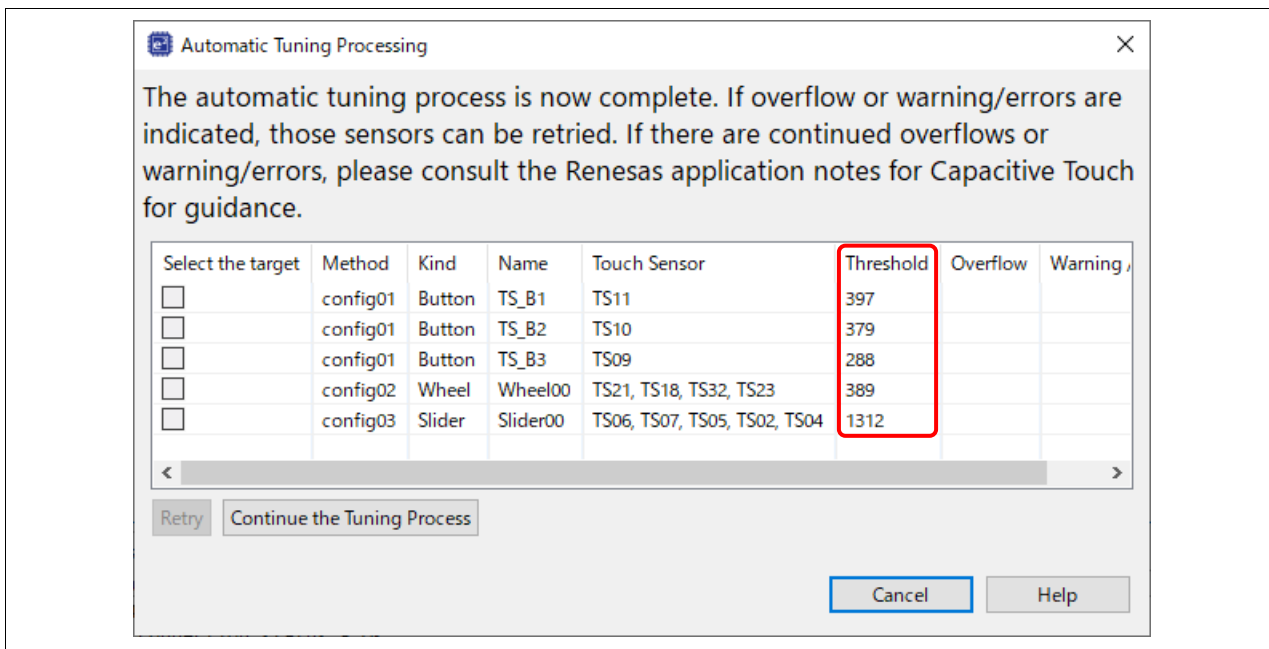 Automatic Tuning Processing
The automatic tuning process is now complete. If overflow or warning/errors are
indicated, those sensors can be retried. If there are continued overflows or
warning/errors, please consult the Renesas application notes for Capacitive Touch
for guidance.
Select the target Method Kind Name Touch Sensor Threshold Overflow Warning /
config01 Button TS_B1 TS11 397
config01 Button TS_B2 TS10 379
config01 Button TS_B3 TS09 288
config02 Wheel Wheel00 TS21, TS18, TS32, TS23 389
config03 Slider Slider00 TS06, TS07, TS05, TS02, TS04 1312
Retry Continue the Tuning Process
Cancel Help